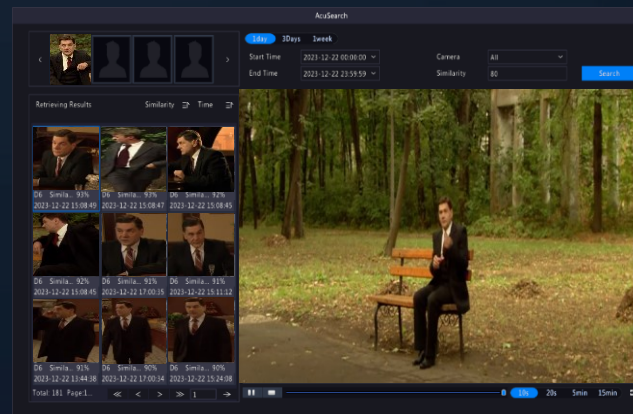 AcuSearch
1day 3Days 1week
Start Time 2023-12-22 00:00:00 Camera All
End Time 2023-12-22 23:59:59 Similarity 80 Search
Retrieving Results Similarity Time
D6 Simila... 93% D6 Simila... 93% D6 Simila... 92%
2023-12-22 15:08:49 2023-12-22 15:08:47 2023-12-22 15:08:45
D6 Simila... 92% D6 Simila... 91% D6 Simila... 91%
2023-12-22 15:08:45 2023-12-22 17:00:35 2023-12-22 15:11:12
D6 Simila... 91% D6 Simila... 90% D6 Simila... 90%
2023-12-22 13:44:38 2023-12-22 17:00:34 2023-12-22 15:24:08
Total: 181 Page:1... 1
10s 20s 5min 15min